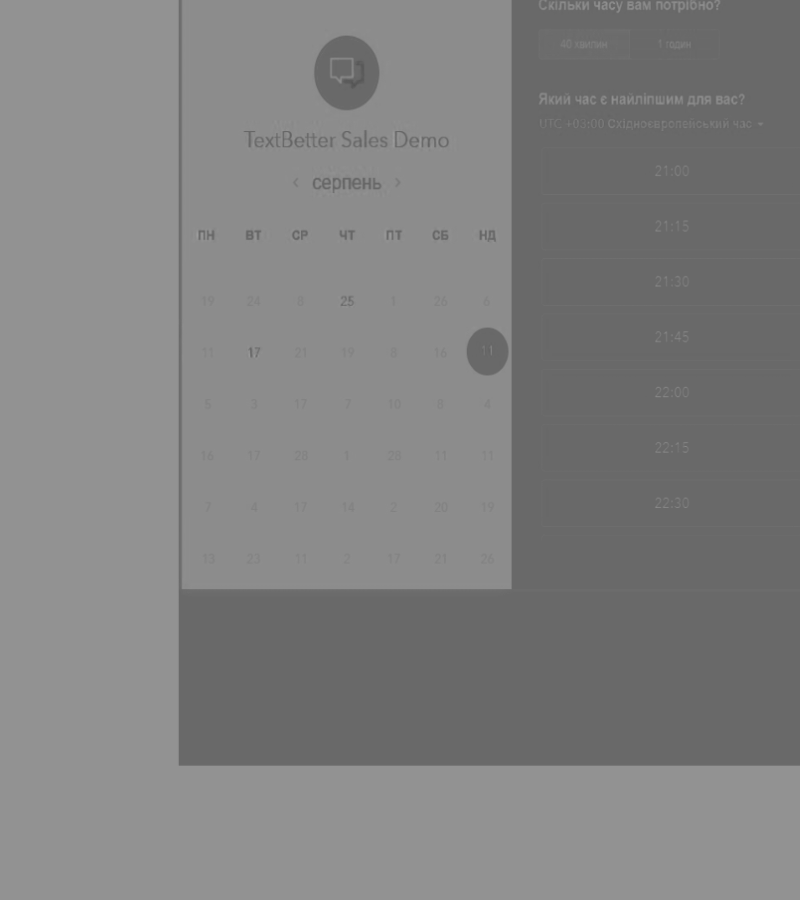 TextBetter Sales Demo
‹ серпень ›
ПН ВТ СР ЧТ ПТ СБ НД
19 24 8 25 1 26 6
11 17 21 19 8 16 11
5 3 17 7 10 8 4
16 17 28 1 28 11 11
7 4 17 14 2 20 19
13 23 11 2 17 21 26
Скільки часу вам потрібно?
40 хвилин 1 годин
Який час є найліпшим для вас?
UTC +03:00 Східноєвропейський час
21:00
21:15
21:30
21:45
22:00
22:15
22:30